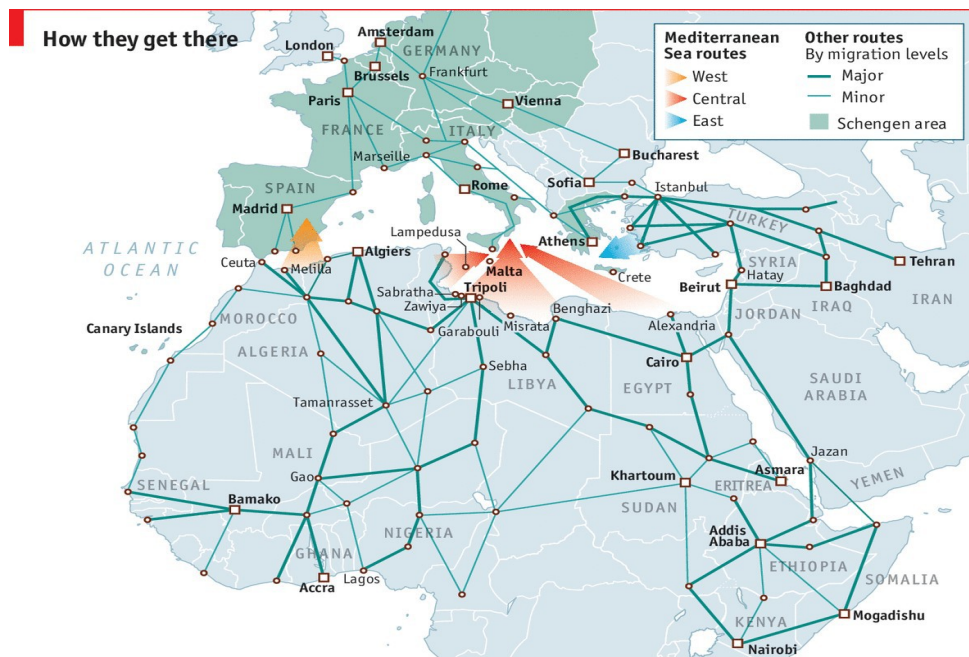 How they get there
Mediterranean
Sea routes
West
Central
East
Other routes
By migration levels
Major
Minor
Schengen area
London
Amsterdam
GERMANY
Brussels
Frankfurt
Paris
Vienna
FRANCE
ITALY
Marseille
Bucharest
SPAIN
Rome
Sofia
Istanbul
Madrid
TURKEY
ATLANTIC
OCEAN
Lampedusa
Athens
Ceuta
Melilla
Algiers
Malta
Crete
SYRIA
Hatay
Tehran
Sabratha
Tripoli
Zawiya
Beirut
Baghdad
IRAQ
IRAN
MOROCCO
Garabouli
Misrata
Benghazi
Alexandria
JORDAN
Canary Islands
ALGERIA
Sebha
Cairo
LIBYA
EGYPT
SAUDI
ARABIA
Tamanrasset
MALI
Gao
Jazan
SENEGAL
Khartoum
Asmara
ERITREA
YEMEN
Bamako
SUDAN
NIGERIA
Addis
Ababa
GHANA
ETHIOPIA
Accra
Lagos
SOMALIA
Mogadishu
KENYA
Nairobi